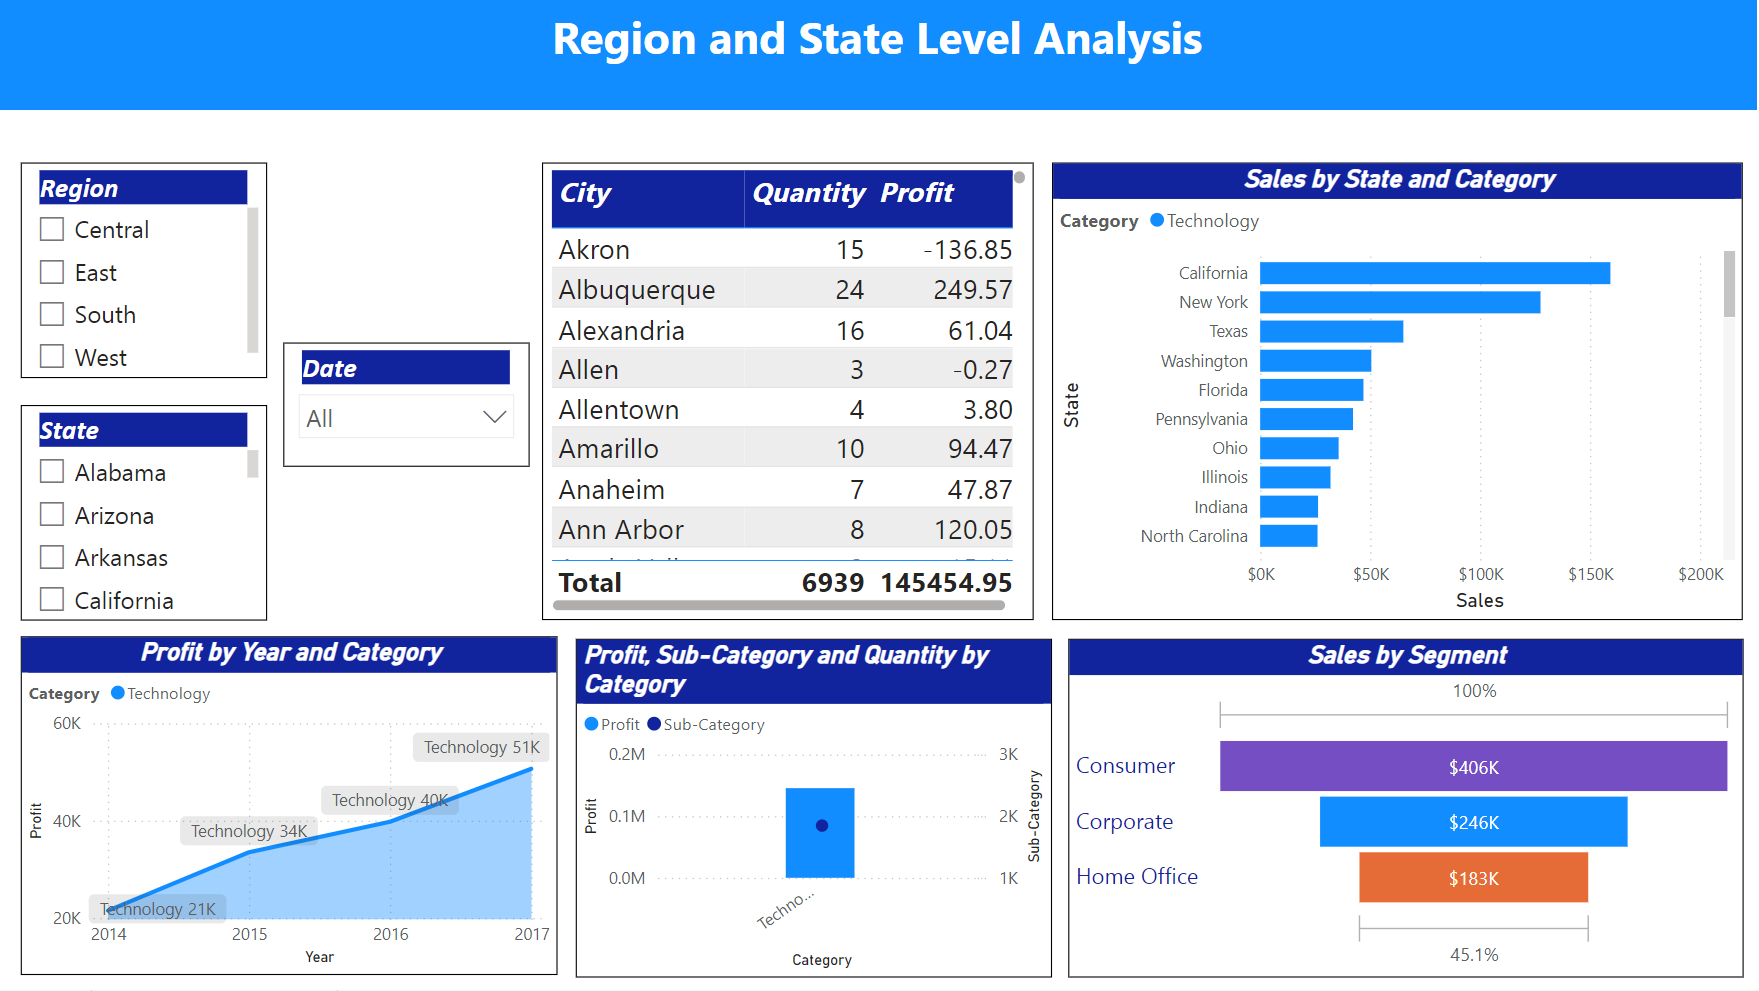 Region and State Level Analysis
Region
Central
East
South
West
State
Alabama
Arizona
Arkansas
California
Date
All
City Quantity Profit
Akron 15 -136.85
Albuquerque 24 249.57
Alexandria 16 61.04
Allen 3 -0.27
Allentown 4 3.80
Amarillo 10 94.47
Anaheim 7 47.87
Ann Arbor 8 120.05
Total 6939 145454.95
Sales by State and Category
Category Technology
California
New York
Texas
Washington
Florida
Pennsylvania
Ohio
Illinois
Indiana
North Carolina
State
$0K $50K $100K $150K $200K
Sales
Profit by Year and Category
Category Technology
60K
40K
20K
Profit
Technology 51K
Technology 40K
Technology 34K
Technology 21K
2014 2015 2016 2017
Year
Profit, Sub-Category and Quantity by
Category
Profit Sub-Category
0.2M 3K
0.1M 2K
0.0M 1K
Profit
Sub-Category
Techno...
Category
Sales by Segment
100%
Consumer $406K
Corporate $246K
Home Office $183K
45.1%